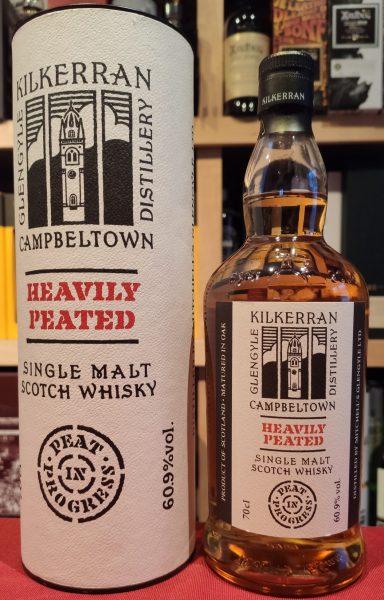 KILKERRAN
GLENGYLE
DISTILLERY
CAMPBELTOWN
HEAVILY
PEATED
SINGLE MALT
SCOTCH WHISKY
PEAT
IN
PROGRESS
60.9%vol.
KILKERRAN
KILKERRAN
GLENGYLE
DISTILLERY
CAMPBELTOWN
HEAVILY
PEATED
SINGLE MALT
SCOTCH WHISKY
PEAT
IN
PROGRESS
70cl
60.9% vol.
PRODUCT OF SCOTLAND • MATURED IN OAK
DISTILLED BY MITCHELL'S GLENGYLE LTD.